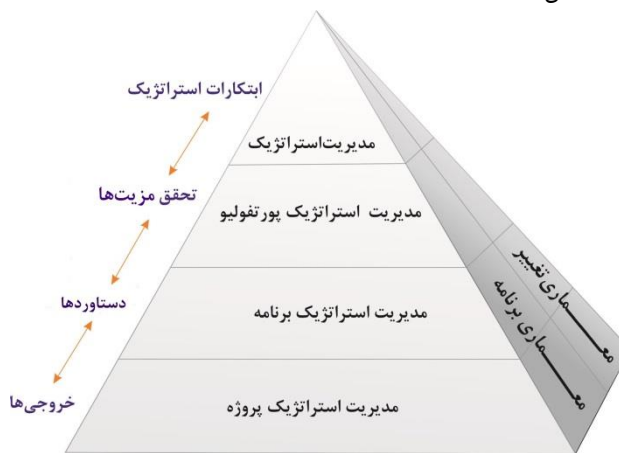 ابتکارات استراتژیک
مدیریت استراتژیک
تحقق مزیت‌ها
مدیریت استراتژیک پورتفولیو
دستاوردها
مدیریت استراتژیک برنامه
خروجی‌ها
مدیریت استراتژیک پروژه
معماری تغییر
معماری برنامه